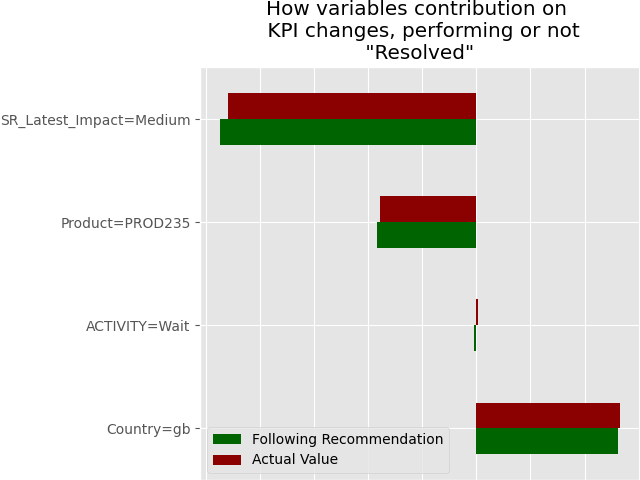 How variables contribution on
KPI changes, performing or not
"Resolved"
SR_Latest_Impact=Medium
Product=PROD235
ACTIVITY=Wait
Country=gb
Following Recommendation
Actual Value